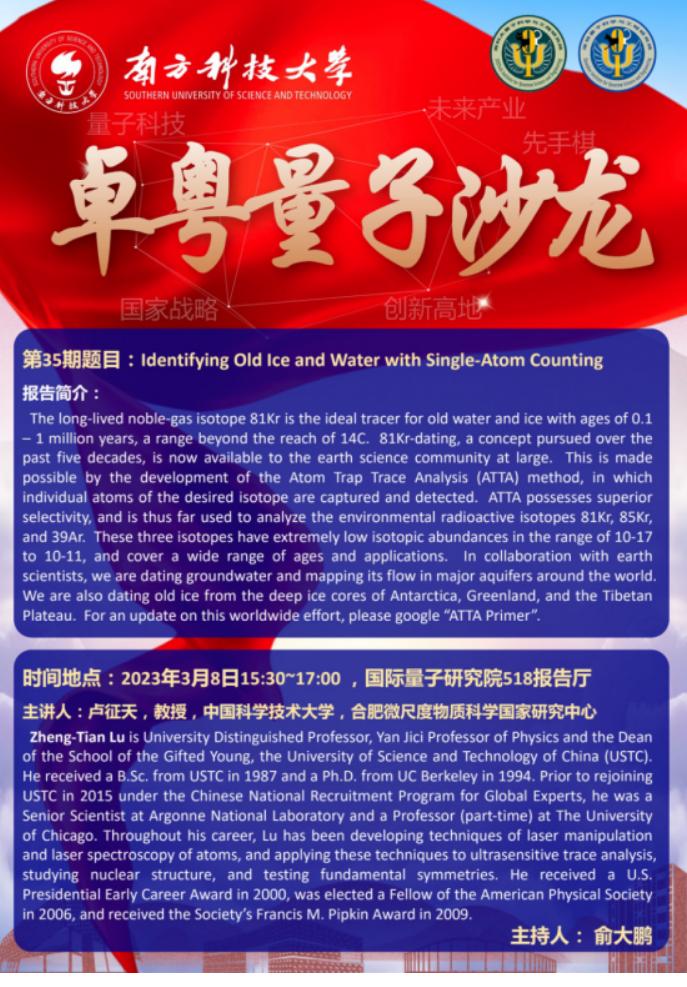 南方科技大学
SOUTHERN UNIVERSITY OF SCIENCE AND TECHNOLOGY
量子科技
未来产业
先手棋
卓粤量子沙龙
国家战略
创新高地
第35期题目：Identifying Old Ice and Water with Single-Atom Counting
报告简介：
The long-lived noble-gas isotope 81Kr is the ideal tracer for old water and ice with ages of 0.1
– 1 million years, a range beyond the reach of 14C. 81Kr-dating, a concept pursued over the
past five decades, is now available to the earth science community at large. This is made
possible by the development of the Atom Trap Trace Analysis (ATTA) method, in which
individual atoms of the desired isotope are captured and detected. ATTA possesses superior
selectivity, and is thus far used to analyze the environmental radioactive isotopes 81Kr, 85Kr,
and 39Ar. These three isotopes have extremely low isotopic abundances in the range of 10-17
to 10-11, and cover a wide range of ages and applications. In collaboration with earth
scientists, we are dating groundwater and mapping its flow in major aquifers around the world.
We are also dating old ice from the deep ice cores of Antarctica, Greenland, and the Tibetan
Plateau. For an update on this worldwide effort, please google “ATTA Primer”.
时间地点：2023年3月8日15:30~17:00 ，国际量子研究院518报告厅
主讲人：卢征天，教授，中国科学技术大学，合肥微尺度物质科学国家研究中心
Zheng-Tian Lu is University Distinguished Professor, Yan Jici Professor of Physics and the Dean
of the School of the Gifted Young, the University of Science and Technology of China (USTC).
He received a B.Sc. from USTC in 1987 and a Ph.D. from UC Berkeley in 1994. Prior to rejoining
USTC in 2015 under the Chinese National Recruitment Program for Global Experts, he was a
Senior Scientist at Argonne National Laboratory and a Professor (part-time) at The University
of Chicago. Throughout his career, Lu has been developing techniques of laser manipulation
and laser spectroscopy of atoms, and applying these techniques to ultrasensitive trace analysis,
studying nuclear structure, and testing fundamental symmetries. He received a U.S.
Presidential Early Career Award in 2000, was elected a Fellow of the American Physical Society
in 2006, and received the Society’s Francis M. Pipkin Award in 2009.
主持人： 俞大鹏